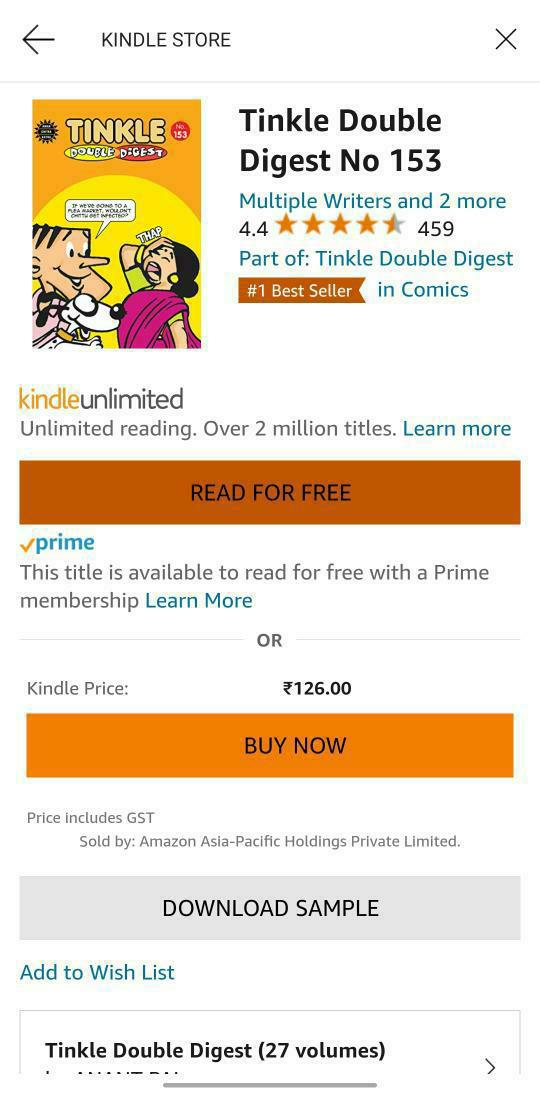 KINDLE STORE
TINKLE
No. 153
DOUBLE DIGEST
IF WE'RE GOING TO A
FLEA MARKET, WOULDN'T
CHITTU GET INFECTED?
THAP
Tinkle Double
Digest No 153
Multiple Writers and 2 more
4.4 459
Part of: Tinkle Double Digest
#1 Best Seller in Comics
kindleunlimited
Unlimited reading. Over 2 million titles. Learn more
READ FOR FREE
prime
This title is available to read for free with a Prime
membership Learn More
OR
Kindle Price: ₹126.00
BUY NOW
Price includes GST
Sold by: Amazon Asia-Pacific Holdings Private Limited.
DOWNLOAD SAMPLE
Add to Wish List
Tinkle Double Digest (27 volumes)